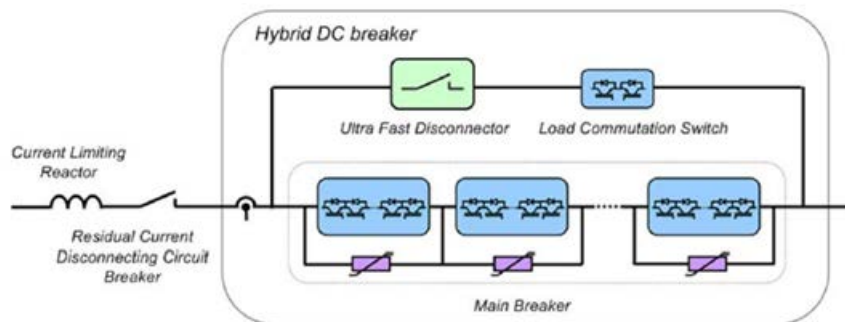 Hybrid DC breaker
Ultra Fast Disconnector
Load Commutation Switch
Current Limiting
Reactor
Residual Current
Disconnecting Circuit
Breaker
Main Breaker